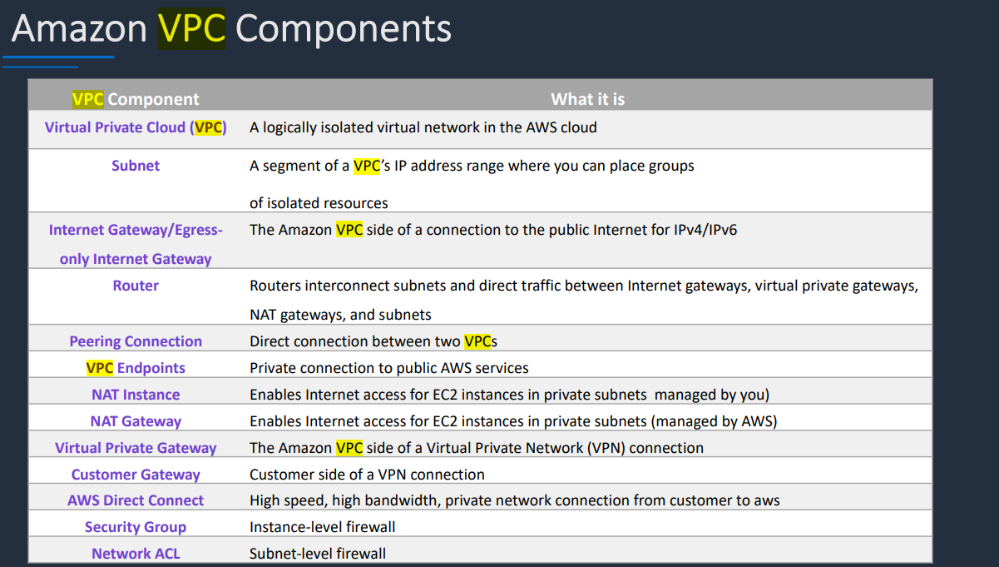 Amazon VPC Components
VPC Component What it is
Virtual Private Cloud (VPC) A logically isolated virtual network in the AWS cloud
Subnet A segment of a VPC’s IP address range where you can place groups
of isolated resources
Internet Gateway/Egress- The Amazon VPC side of a connection to the public Internet for IPv4/IPv6
only Internet Gateway
Router Routers interconnect subnets and direct traffic between Internet gateways, virtual private gateways,
NAT gateways, and subnets
Peering Connection Direct connection between two VPCs
VPC Endpoints Private connection to public AWS services
NAT Instance Enables Internet access for EC2 instances in private subnets  managed by you)
NAT Gateway Enables Internet access for EC2 instances in private subnets (managed by AWS)
Virtual Private Gateway The Amazon VPC side of a Virtual Private Network (VPN) connection
Customer Gateway Customer side of a VPN connection
AWS Direct Connect High speed, high bandwidth, private network connection from customer to aws
Security Group Instance-level firewall
Network ACL Subnet-level firewall